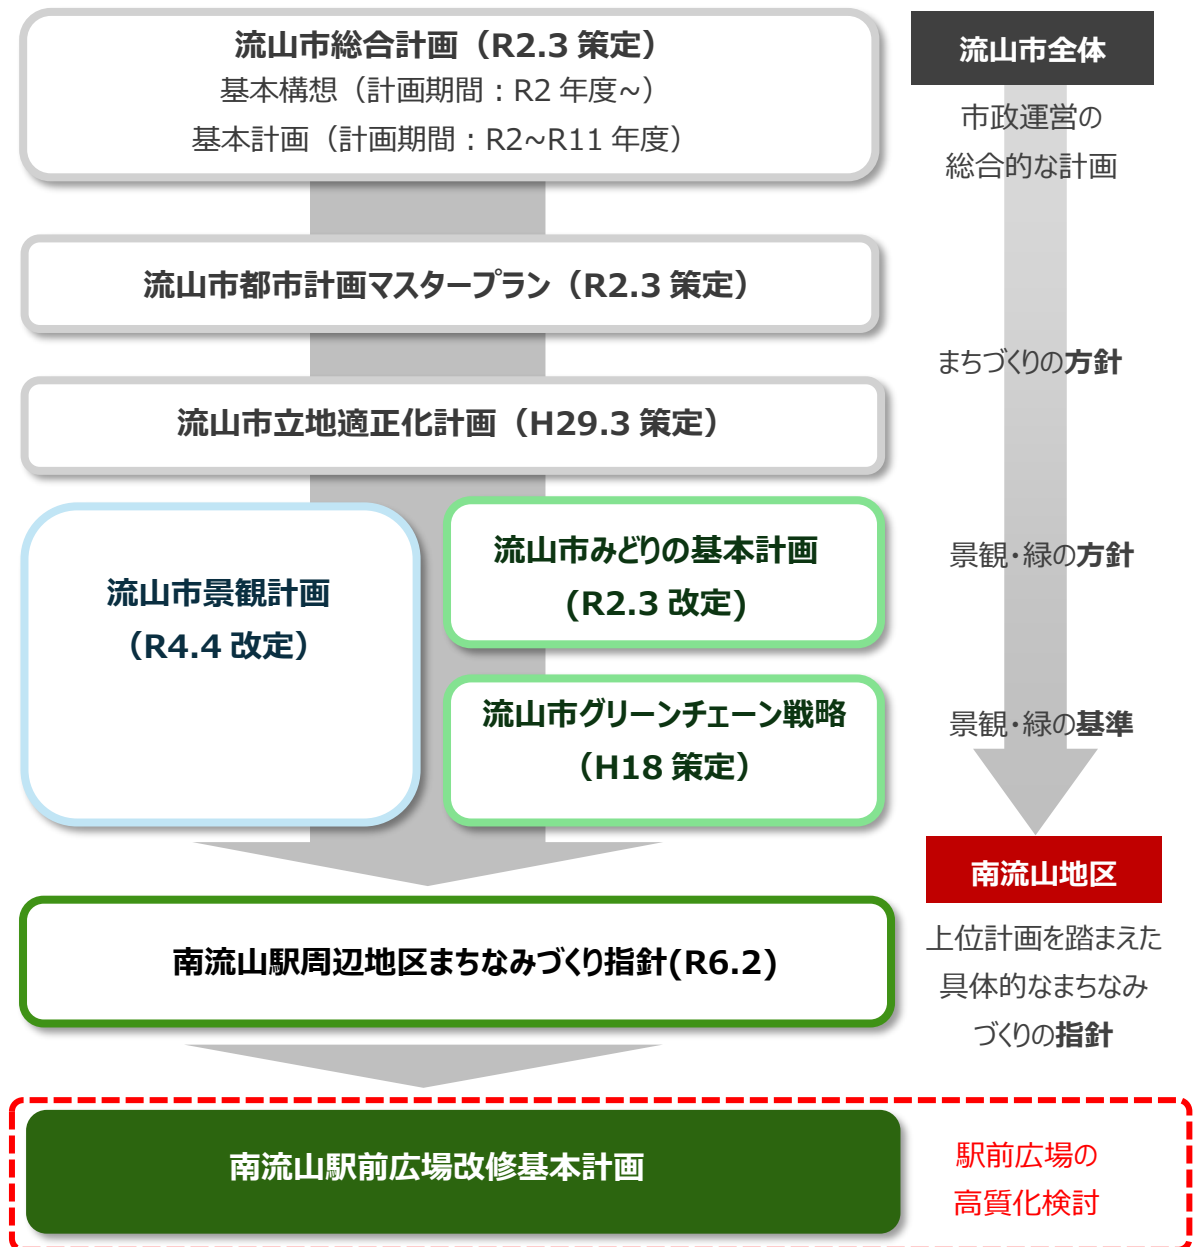 流山市総合計画（R2.3 策定）
基本構想（計画期間：R2 年度~）
基本計画（計画期間：R2~R11 年度）
流山市全体
市政運営の
総合的な計画
流山市都市計画マスタープラン（R2.3 策定）
まちづくりの方針
流山市立地適正化計画（H29.3 策定）
流山市景観計画
（R4.4 改定）
流山市みどりの基本計画
(R2.3 改定)
景観・緑の方針
流山市グリーンチェーン戦略
（H18 策定）
景観・緑の基準
南流山地区
南流山駅周辺地区まちなみづくり指針(R6.2)
上位計画を踏まえた
具体的なまちなみ
づくりの指針
南流山駅前広場改修基本計画
駅前広場の
高質化検討